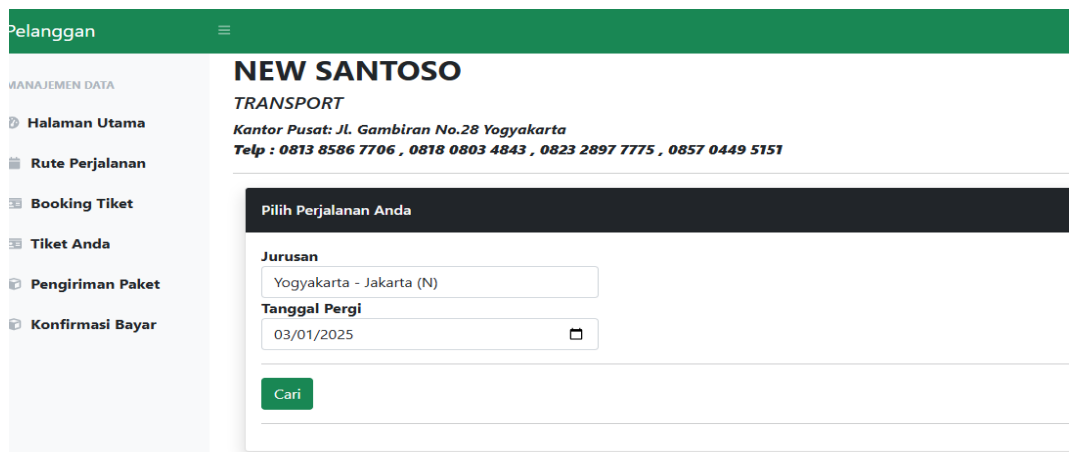 Pelanggan
MANAJEMEN DATA
Halaman Utama
Rute Perjalanan
Booking Tiket
Tiket Anda
Pengiriman Paket
Konfirmasi Bayar
NEW SANTOSO
TRANSPORT
Kantor Pusat: Jl. Gambiran No.28 Yogyakarta
Telp : 0813 8586 7706 , 0818 0803 4843 , 0823 2897 7775 , 0857 0449 5151
Pilih Perjalanan Anda
Jurusan
Yogyakarta - Jakarta (N)
Tanggal Pergi
03/01/2025
Cari